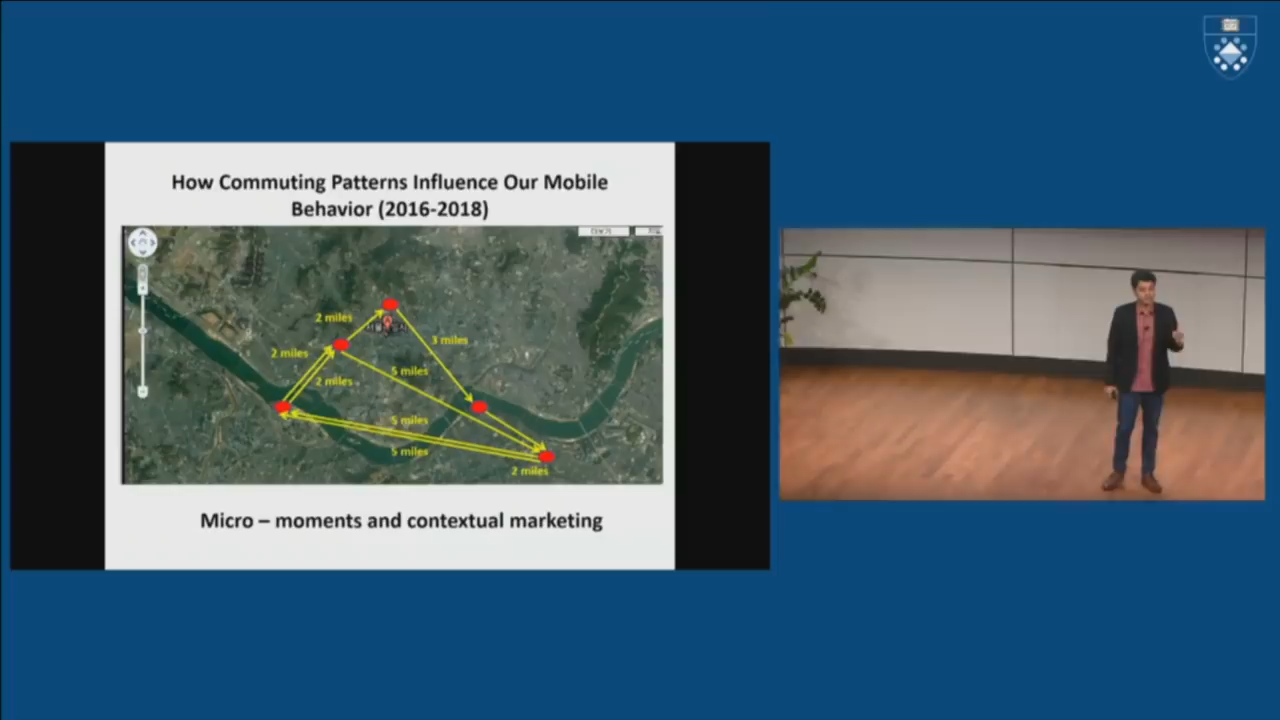 How Commuting Patterns Influence Our Mobile
Behavior (2016-2018)
2 miles
2 miles
3 miles
2 miles
5 miles
5 miles
5 miles
2 miles
Micro – moments and contextual marketing